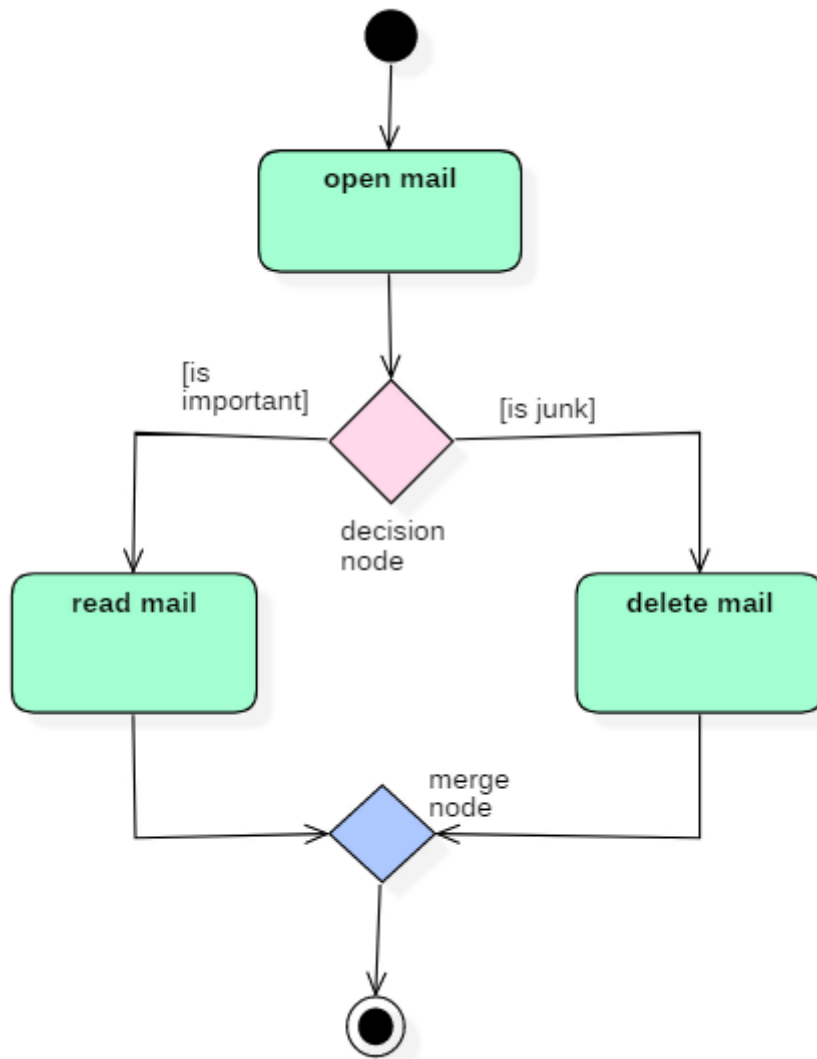 open mail
[is
important]
[is junk]
decision
node
read mail
delete mail
merge
node